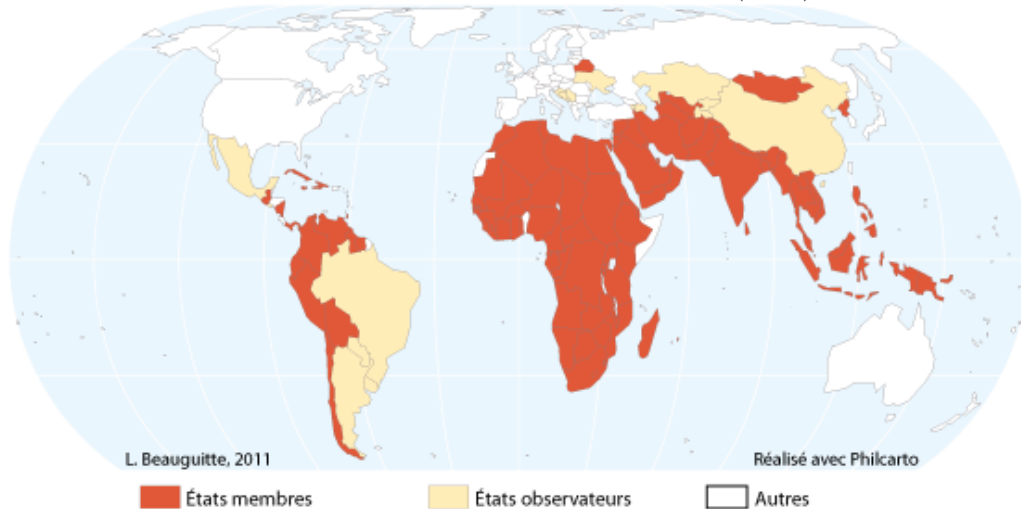 L. Beauguitte, 2011
Réalisé avec Philcarto
États membres
États observateurs
Autres